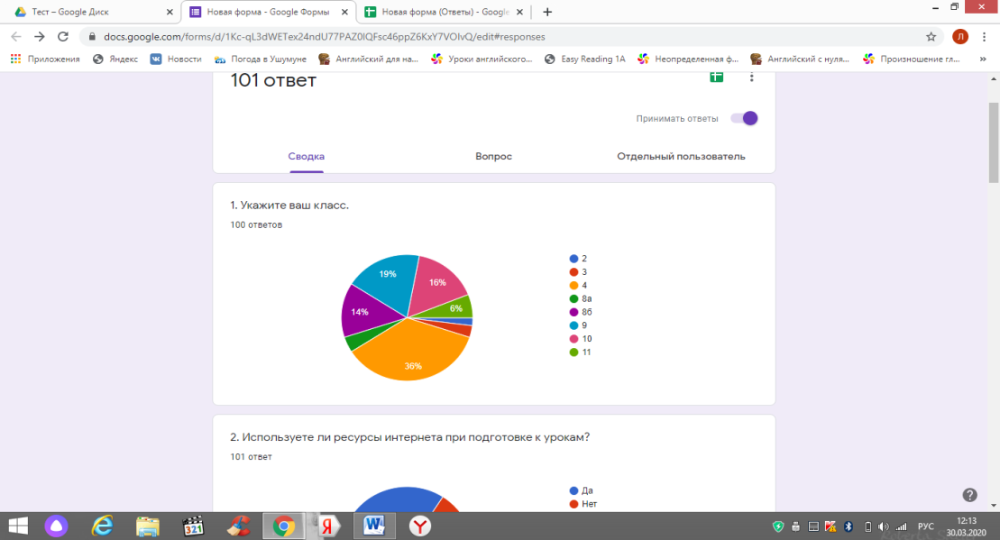 Тест – Google Диск
Новая форма - Google Формы
Новая форма (Ответы) - Google
docs.google.com/forms/d/1Kc-qL3dWETex24ndU77PAZ0lQFsc46ppZ6KxY7VOlvQ/edit#responses
Л
Приложения Яндекс Новости Погода в Ушумуне Английский для на... Уроки английского... Easy Reading 1A Неопределенная ф... Английский с нуля... Произношение гл... »
101 ответ
Принимать ответы
Сводка Вопрос Отдельный пользователь
1. Укажите ваш класс.
100 ответов
19%
16%
14%
6%
36%
2
3
4
8а
8б
9
10
11
2. Используете ли ресурсы интернета при подготовке к урокам?
101 ответ
Да
Нет
321
РУС
12:13
30.03.2020